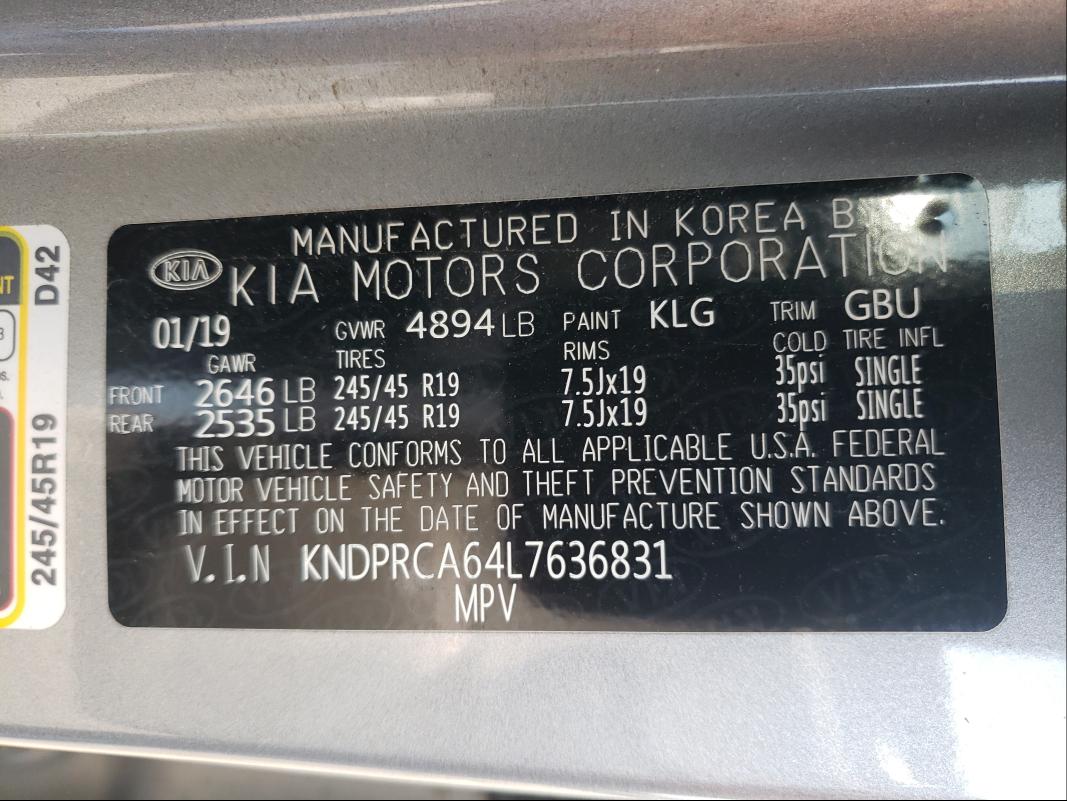 MANUFACTURED IN KOREA BY
KIA KIA MOTORS CORPORATION
01/19 GVWR 4894 LB PAINT KLG TRIM GBU
GAWR TIRES RIMS COLD TIRE INFL
FRONT 2646 LB 245/45 R19 7.5Jx19 35psi SINGLE
REAR 2535 LB 245/45 R19 7.5Jx19 35psi SINGLE
THIS VEHICLE CONFORMS TO ALL APPLICABLE U.S.A. FEDERAL
MOTOR VEHICLE SAFETY AND THEFT PREVENTION STANDARDS
IN EFFECT ON THE DATE OF MANUFACTURE SHOWN ABOVE.
V.I.N KNDPRCA64L7636831
MPV
245/45R19 D42